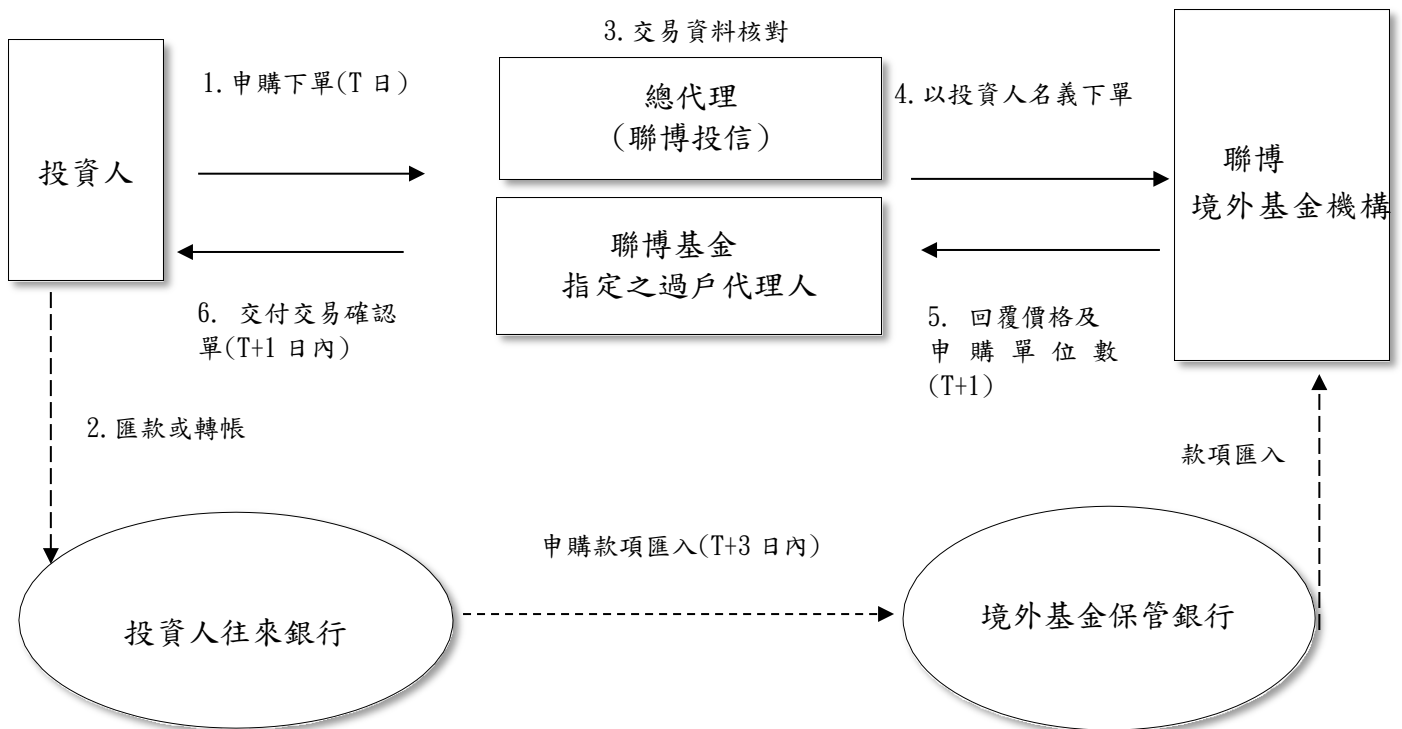 3.交易資料核對
1.申購下單(T 日)
總代理
(聯博投信)
4.以投資人名義下單
投資人
聯博
境外基金機構
聯博基金
指定之過戶代理人
6. 交付交易確認
單(T+1 日內)
5. 回覆價格及
申購單位數
(T+1)
2.匯款或轉帳
款項匯入
申購款項匯入(T+3 日內)
投資人往來銀行
境外基金保管銀行